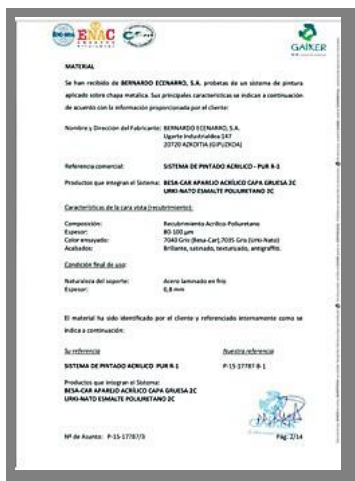 ENAC
GAIKER
MATERIAL
Se han recibido de BERNARDO ECENARRO, S.A. probetas de un sistema de pintura
aplicado sobre chapa metálica. Sus principales características se indican a continuación
de acuerdo con la información proporcionada por el cliente:
Nombre y Dirección del Fabricante: BERNARDO ECENARRO, S.A.
Ugarte Industrialdea 147
20720 AZKOITIA (GIPUZKOA)
Referencia comercial: SISTEMA DE PINTADO ACRILICO - PUR R-1
Productos que integran el Sistema: BESA-CAR APAREJO ACRÍLICO CAPA GRUESA 2C
URKI-NATO ESMALTE POLIURETANO 2C
Características de la cara vista (recubrimiento):
Composición: Recubrimiento Acrílico-Poliuretano
Espesor: 80-100 µm
Color ensayado: 7040 Gris (Besa-Car),7035 Gris (Urki-Nato)
Acabados: Brillante, satinado, texturizado, antigraffiti.
Condición final de uso:
Naturaleza del soporte: Acero laminado en frío
Espesor: 0,8 mm
El material ha sido identificado por el cliente y referenciado internamente como se
indica a continuación:
Su referencia Nuestra referencia
SISTEMA DE PINTADO ACRILICO PUR R-1 P-15-17787 B-1
Productos que integran el Sistema:
BESA-CAR APAREJO ACRÍLICO CAPA GRUESA 2C
URKI-NATO ESMALTE POLIURETANO 2C
Nº de Asunto: P-15-17787/3 Pág. 2/14